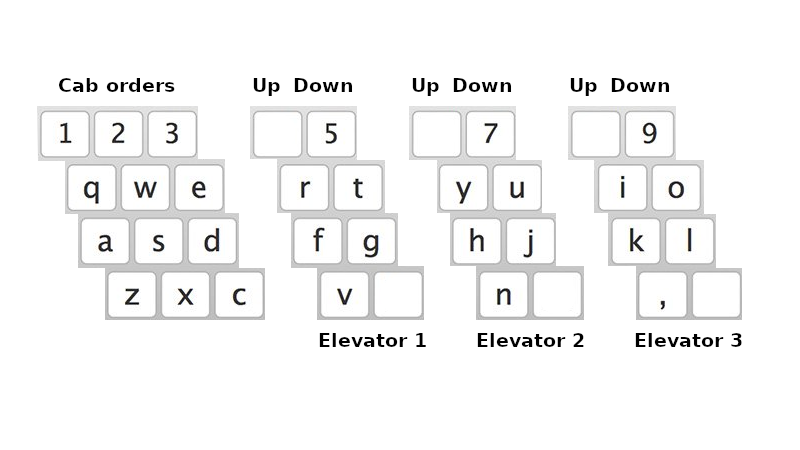 Cab orders Up Down Up Down Up Down
1 2 3 5 7 9
q w e r t y u i o
a s d f g h j k l
z x c v n ,
Elevator 1 Elevator 2 Elevator 3